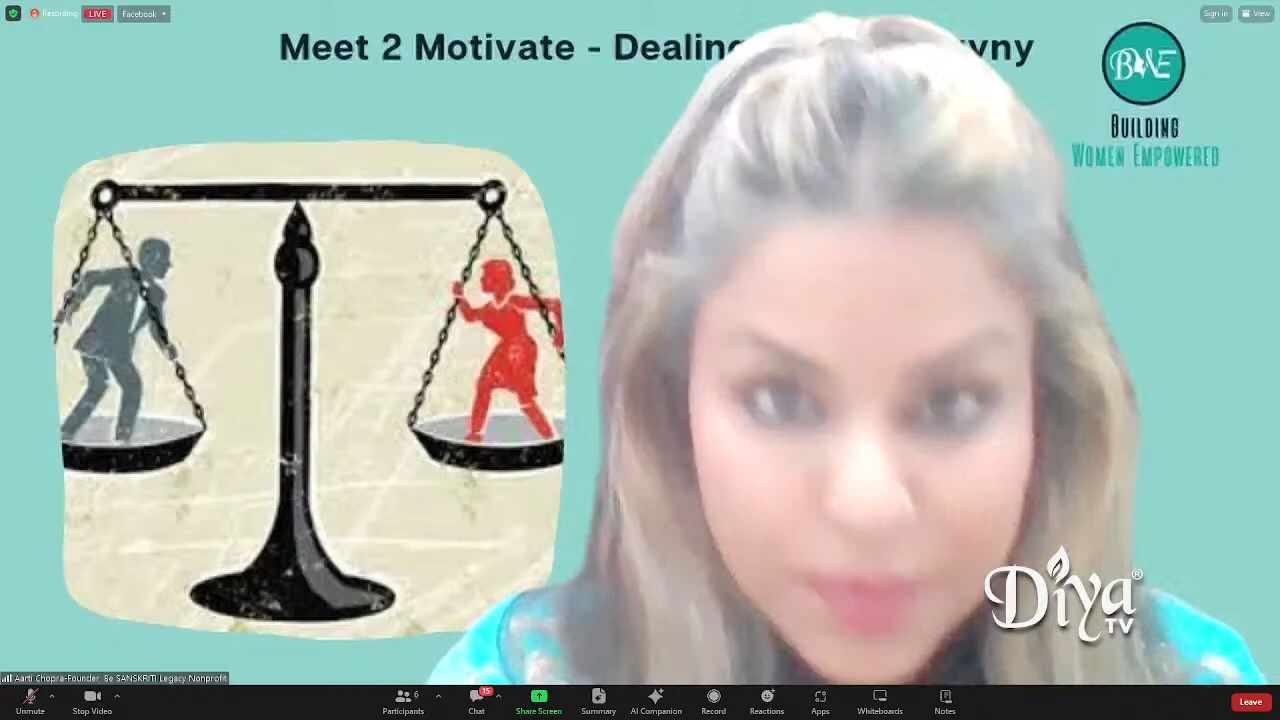 Recording
LIVE
Facebook
Sign in
View
Meet 2 Motivate -
BWE
BUILDING
WOMEN EMPOWERED
Diya®
TV
Aarti Chopra-Founder, Be SANSKRITI Legacy Nonprofit
Unmute
Stop Video
Participants
6
Chat
15
Share Screen
Summary
AI Companion
Record
Reactions
Apps
Whiteboards
Notes
Leave